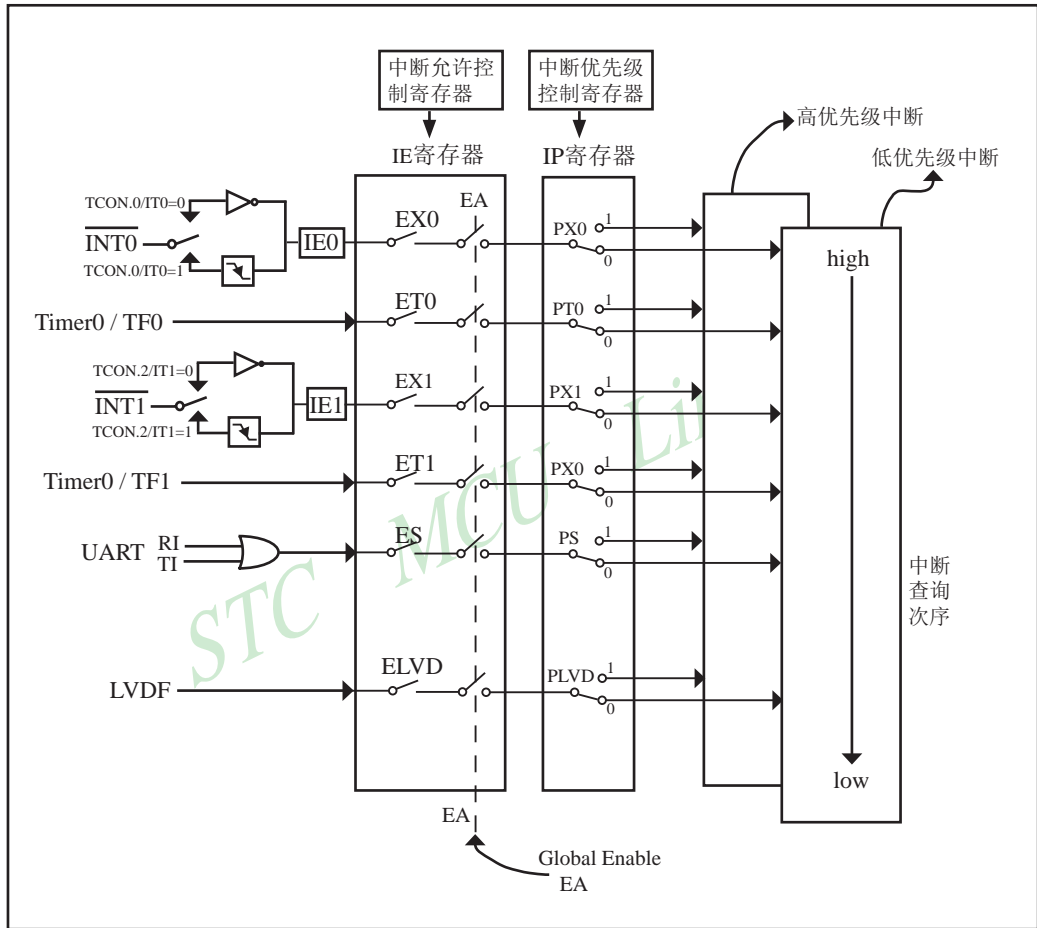 中断允许控
制寄存器
中断优先级
控制寄存器
高优先级中断
低优先级中断
IE寄存器
IP寄存器
TCON.0/IT0=0
INT0
TCON.0/IT0=1
IE0
EX0
EA
PX0
1
0
high
Timer0 / TF0
ET0
PT0
1
0
TCON.2/IT1=0
INT1
TCON.2/IT1=1
IE1
EX1
PX1
1
0
Timer0 / TF1
ET1
PX0
1
0
UART
RI
TI
ES
PS
1
0
中断
查询
次序
LVDF
ELVD
PLVD
1
0
low
EA
Global Enable
EA
STC MCU